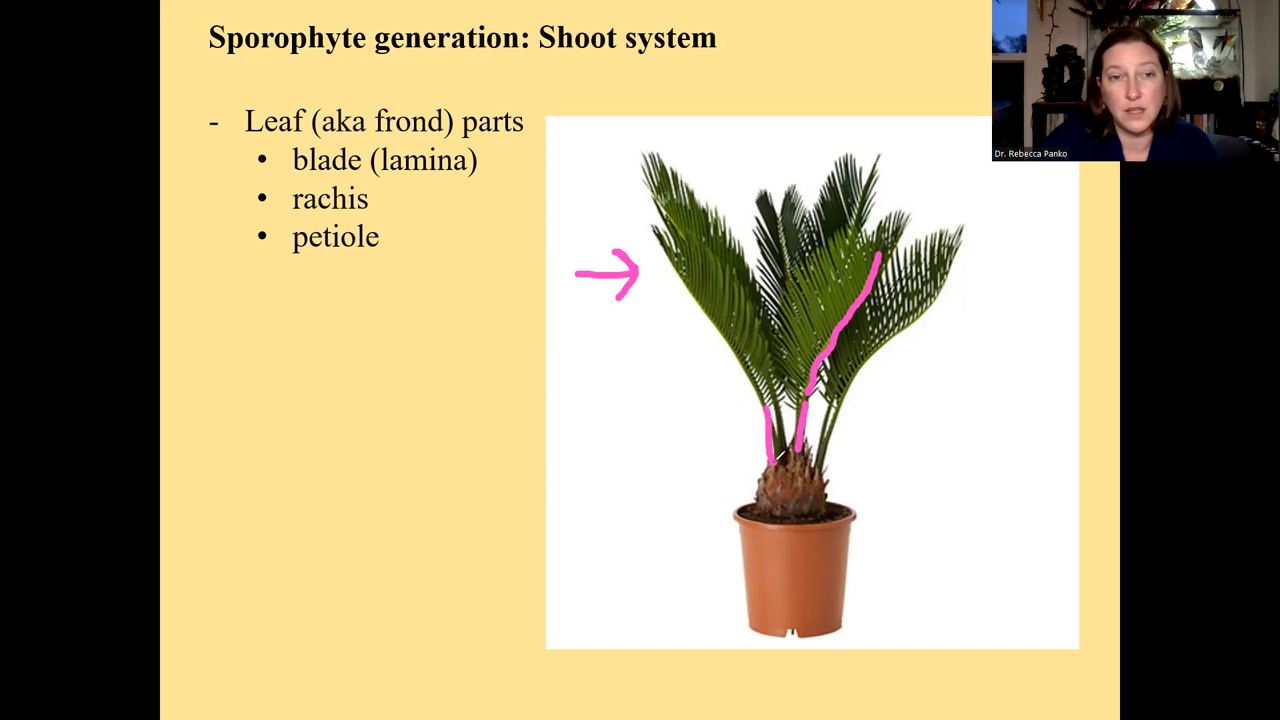 Sporophyte generation: Shoot system
- Leaf (aka frond) parts
• blade (lamina)
• rachis
• petiole
Dr. Rebecca Panko